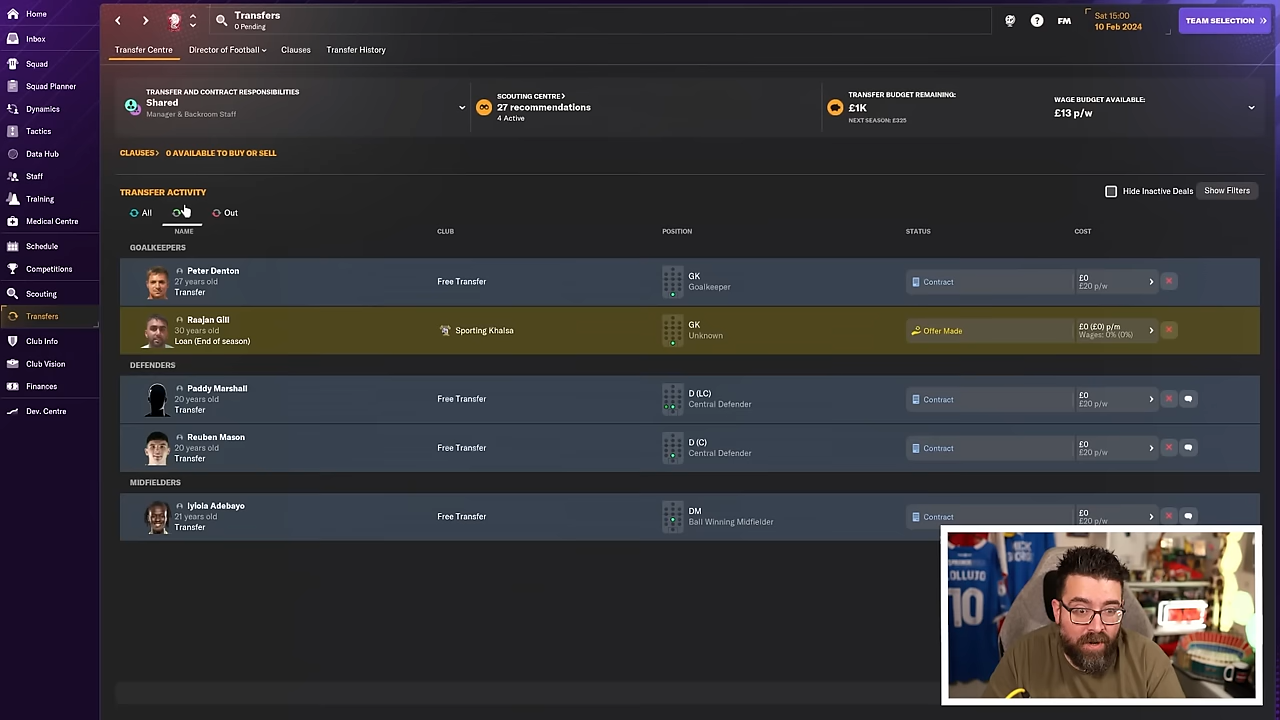 Home
Inbox
Squad
Squad Planner
Dynamics
Tactics
Data Hub
Staff
Training
Medical Centre
Schedule
Competitions
Scouting
Transfers
Club Info
Club Vision
Finances
Dev. Centre
Transfers
0 Pending
FM
Sat 15:00
10 Feb 2024
TEAM SELECTION
Transfer Centre
Director of Football
Clauses
Transfer History
TRANSFER AND CONTRACT RESPONSIBILITIES
Shared
Manager & Backroom Staff
SCOUTING CENTRE >
27 recommendations
4 Active
TRANSFER BUDGET REMAINING:
£1K
NEXT SEASON: £325
WAGE BUDGET AVAILABLE:
£13 p/w
CLAUSES > 0 AVAILABLE TO BUY OR SELL
TRANSFER ACTIVITY
Hide Inactive Deals
Show Filters
All
Out
NAME CLUB POSITION STATUS COST
GOALKEEPERS
Peter Denton
27 years old
Transfer
Free Transfer
GK
Goalkeeper
Contract
£0
£20 p/w
Raajan Gill
30 years old
Loan (End of season)
Sporting Khalsa
GK
Unknown
Offer Made
£0 (£0) p/m
Wages: 0% (0%)
DEFENDERS
Paddy Marshall
20 years old
Transfer
Free Transfer
D (LC)
Central Defender
Contract
£0
£20 p/w
Reuben Mason
20 years old
Transfer
Free Transfer
D (C)
Central Defender
Contract
£0
£20 p/w
MIDFIELDERS
Iyiola Adebayo
21 years old
Transfer
Free Transfer
DM
Ball Winning Midfielder
Contract
£0
£20 p/w
10